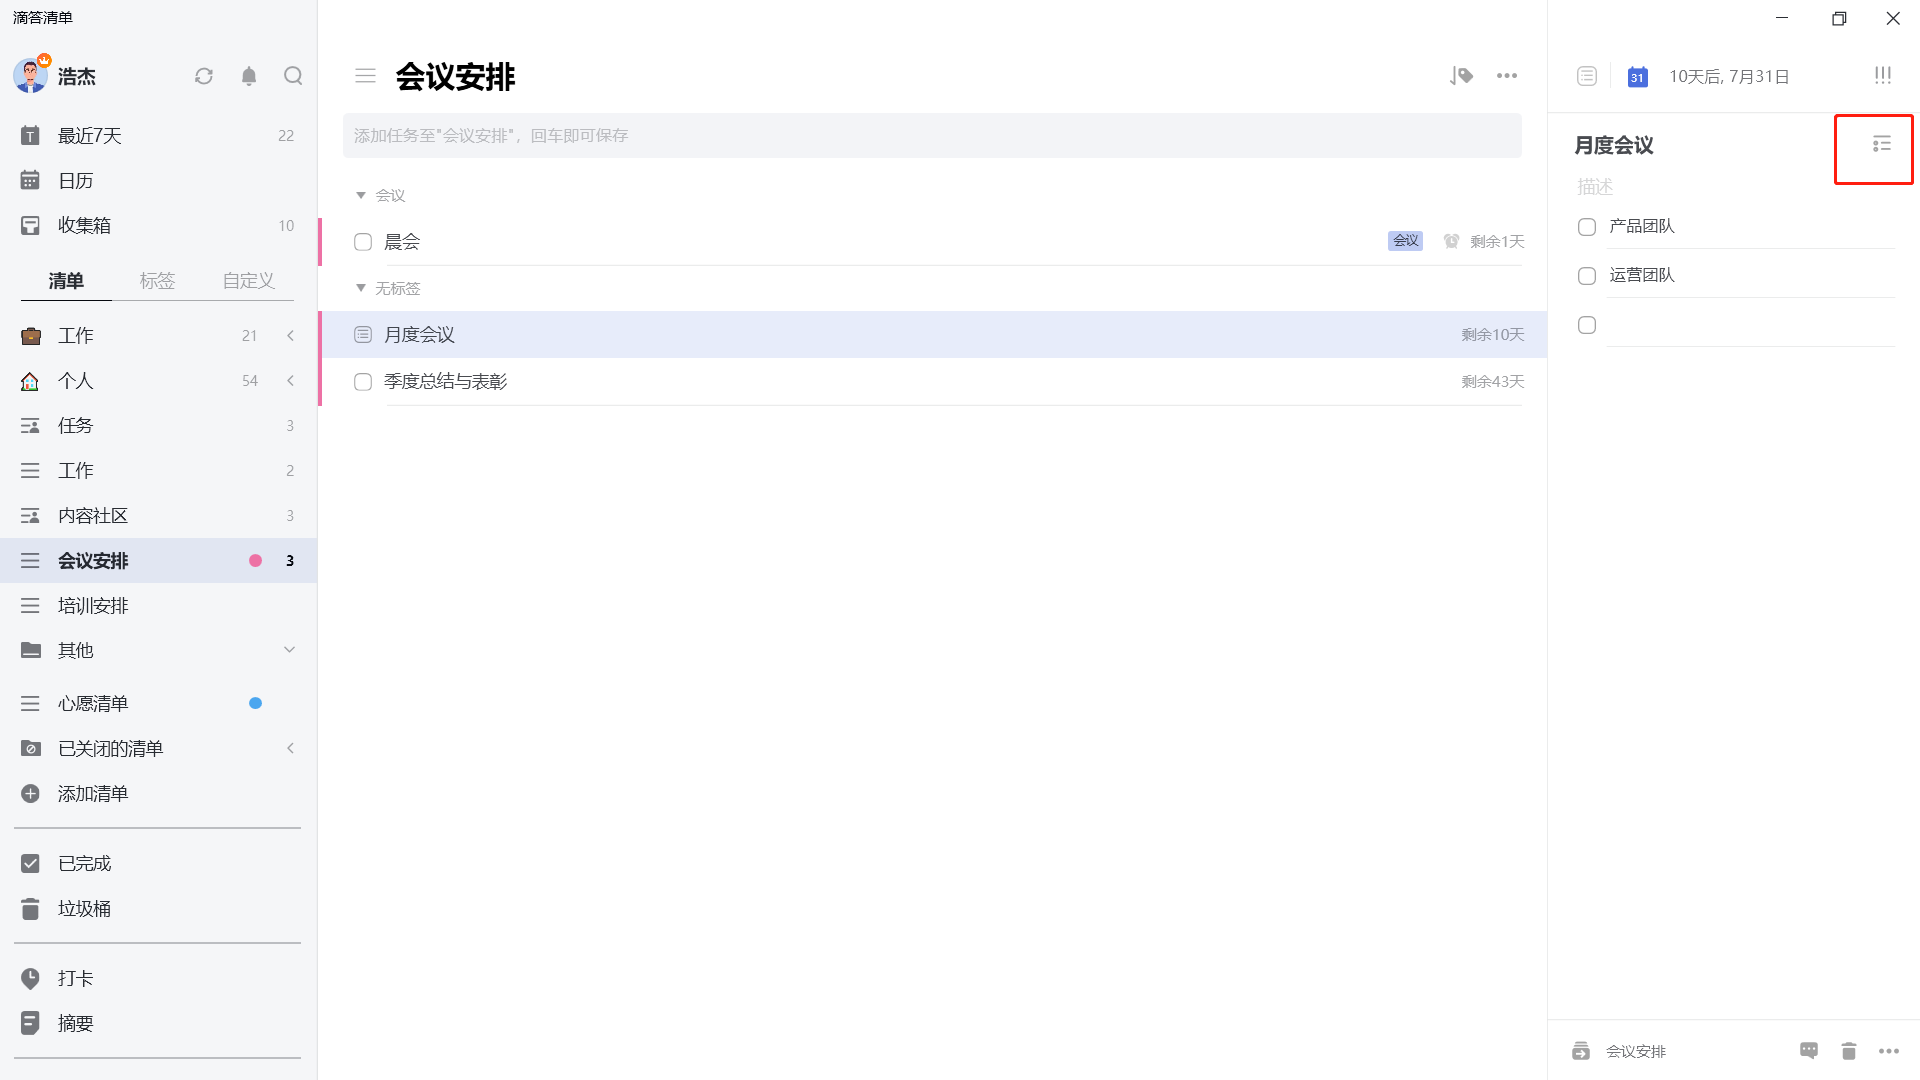 滴答清单
浩杰
最近7天 22
日历
收集箱 10
清单 标签 自定义
工作 21
个人 54
任务 3
工作 2
内容社区 3
会议安排 3
培训安排
其他
心愿清单
已关闭的清单
添加清单
已完成
垃圾桶
打卡
摘要
会议安排
添加任务至"会议安排"，回车即可保存
会议
晨会 会议 剩余1天
无标签
月度会议 剩余10天
季度总结与表彰 剩余43天
31 10天后, 7月31日
月度会议
描述
产品团队
运营团队
会议安排